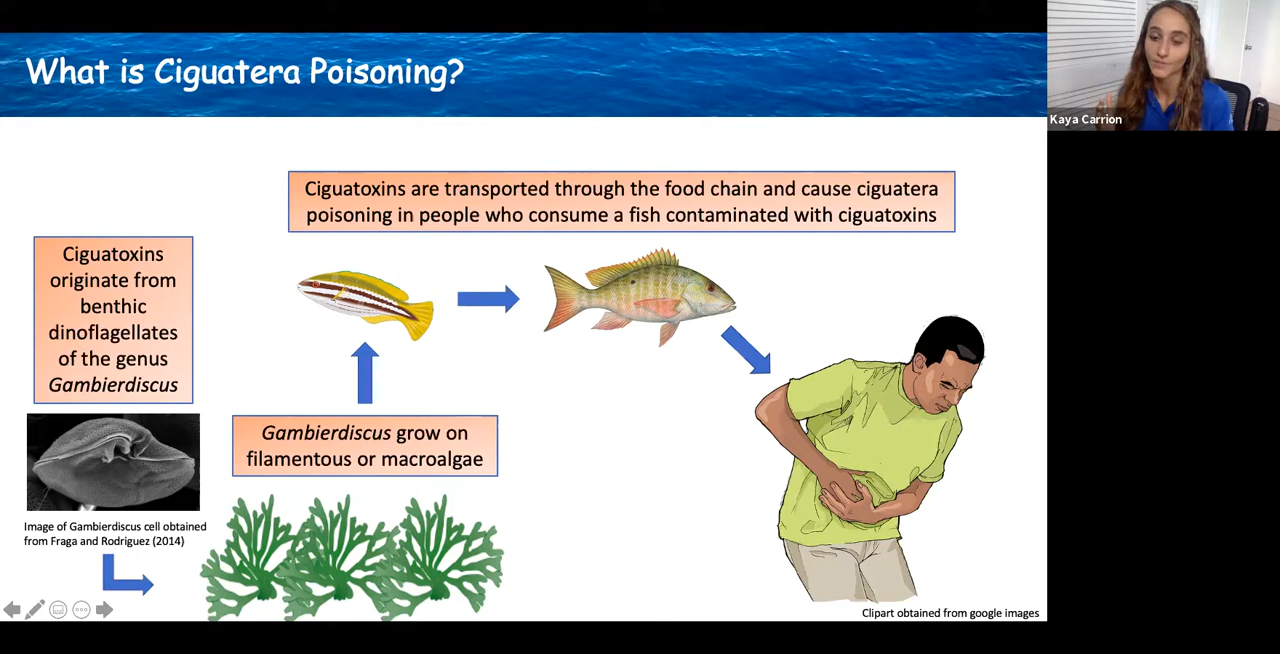 What is Ciguatera Poisoning?
Kaya Carrion
Ciguatoxins are transported through the food chain and cause ciguatera
poisoning in people who consume a fish contaminated with ciguatoxins
Ciguatoxins
originate from
benthic
dinoflagellates
of the genus
Gambierdiscus
Gambierdiscus grow on
filamentous or macroalgae
Image of Gambierdiscus cell obtained
from Fraga and Rodriguez (2014)
Clipart obtained from google images